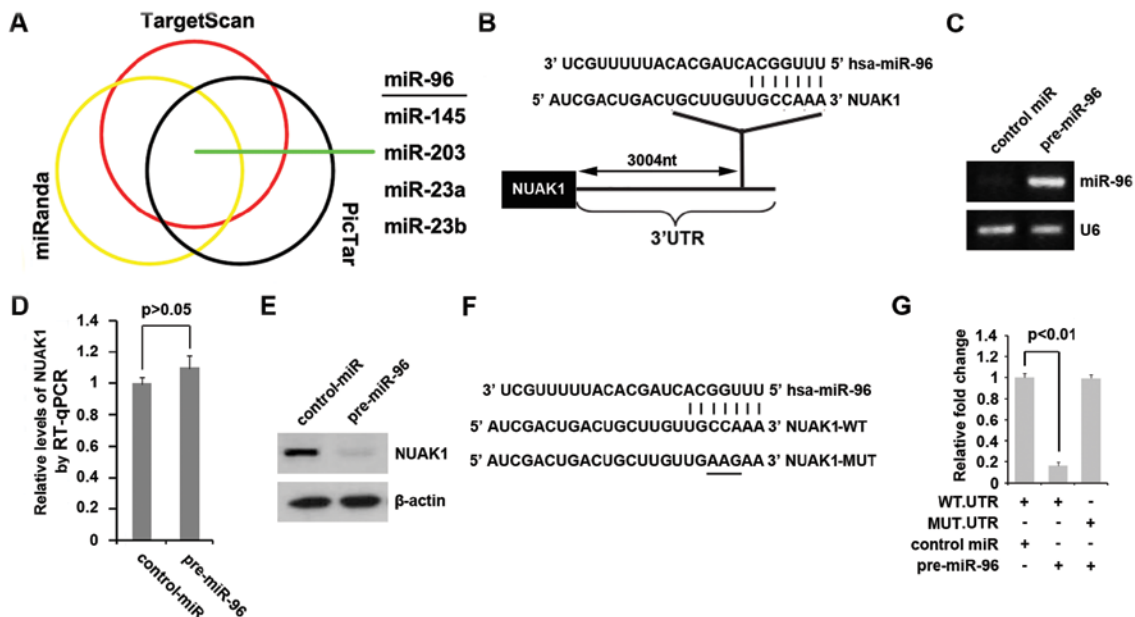 A
TargetScan
miRanda
PicTar
miR-96
miR-145
miR-203
miR-23a
miR-23b
B
3' UCGUUUUUACACGAUCACGGUUU 5' hsa-miR-96
5' AUCGACUGACUGCUUGUUGCCAAA 3' NUAK1
3004nt
NUAK1
3'UTR
C
control miR
pre-miR-96
miR-96
U6
D
p>0.05
Relative levels of NUAK1
by RT-qPCR
1.4
1.2
1
0.8
0.6
0.4
0.2
0
control-miR
pre-miR-96
E
control-miR
pre-miR-96
NUAK1
β-actin
F
3' UCGUUUUUACACGAUCACGGUUU 5' hsa-miR-96
5' AUCGACUGACUGCUUGUUGCCAAA 3' NUAK1-WT
5' AUCGACUGACUGCUUGUUGAAGAA 3' NUAK1-MUT
G
Relative fold change
1.4
1.2
1
0.8
0.6
0.4
0.2
0
p<0.01
WT.UTR + + -
MUT.UTR - - +
control miR + - -
pre-miR-96 - + +